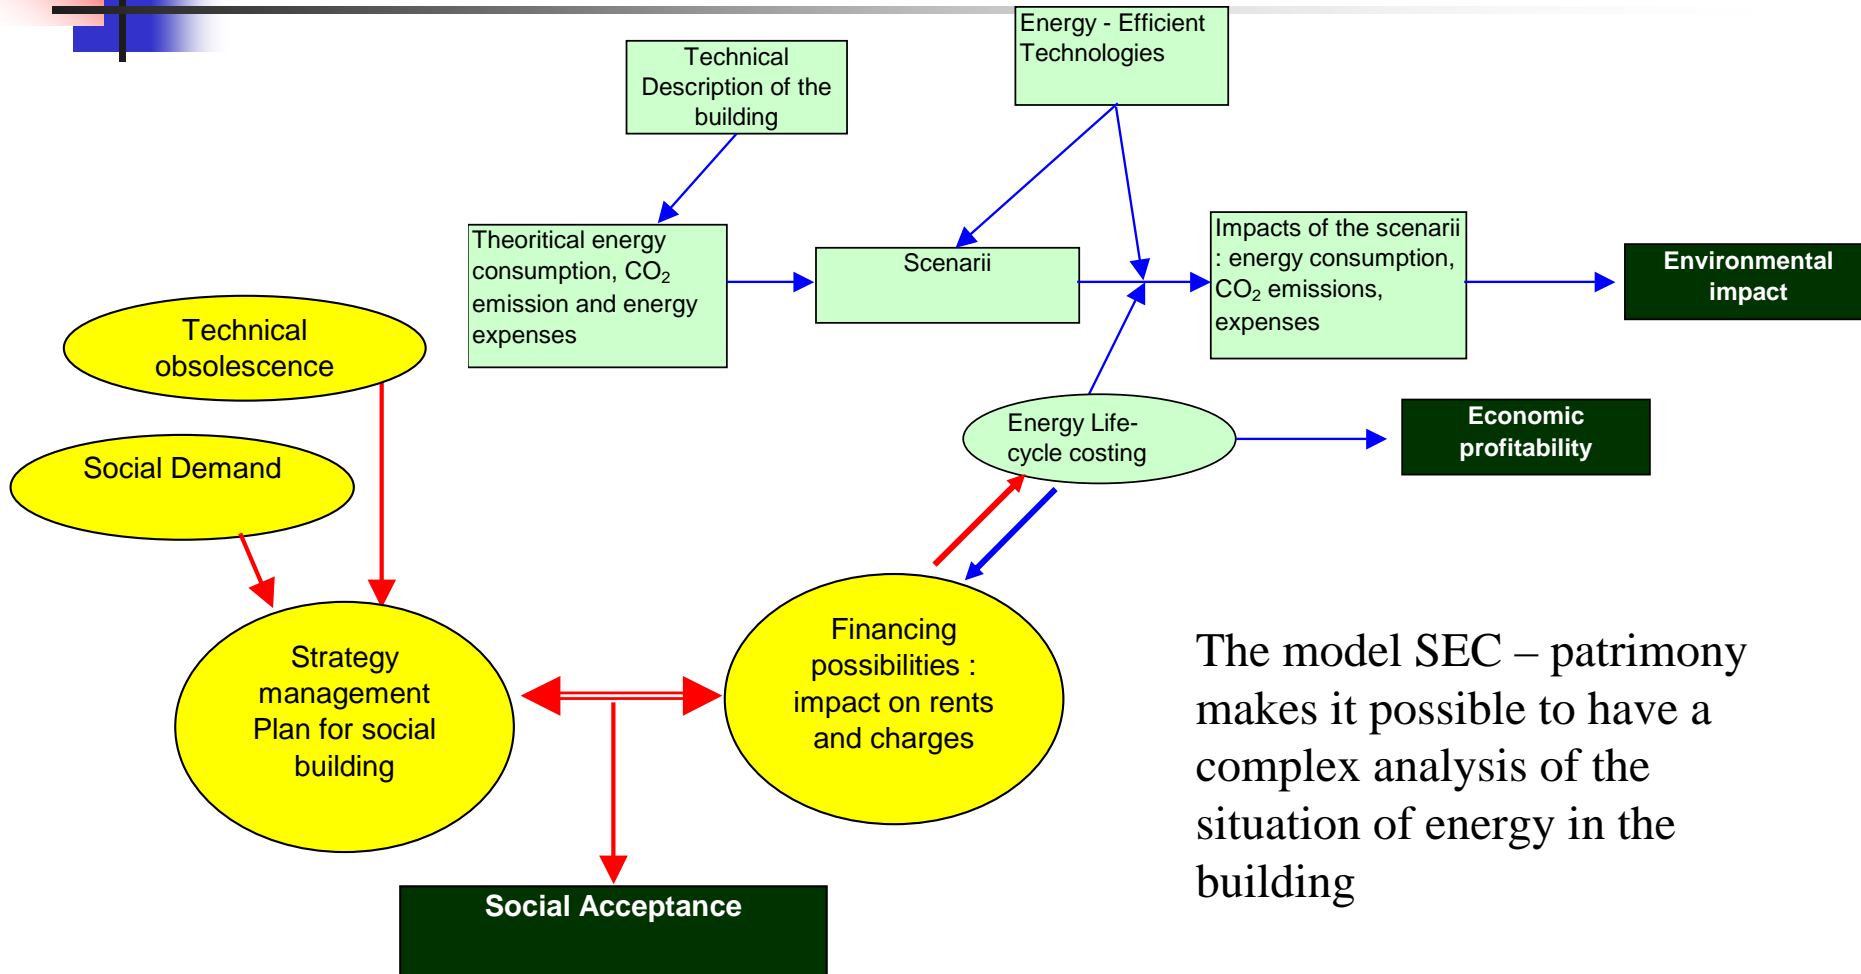 Energy - Efficient
Technologies
Technical
Description of the
building
Theoritical energy
consumption, CO₂
emission and energy
expenses
Scenarii
Impacts of the scenarii
: energy consumption,
CO₂ emissions,
expenses
Environmental
impact
Technical
obsolescence
Social Demand
Energy Life-
cycle costing
Economic
profitability
Strategy
management
Plan for social
building
Financing
possibilities :
impact on rents
and charges
The model SEC – patrimony
makes it possible to have a
complex analysis of the
situation of energy in the
building
Social Acceptance